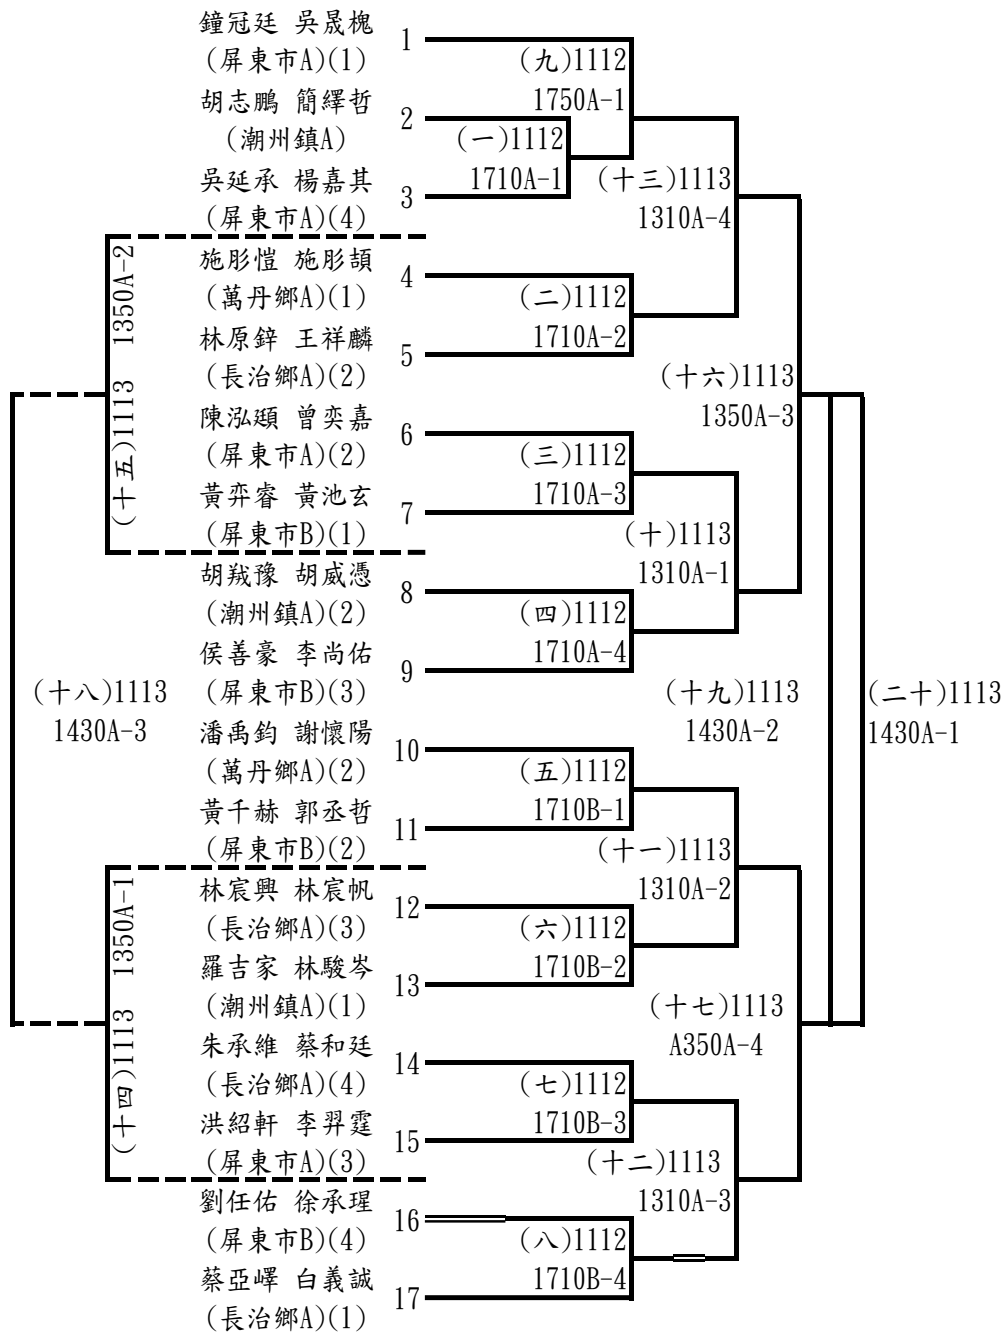 鐘冠廷 吳晟槐
1
(屏東市A)(1)
(九)1112
1750A-1
胡志鵬 簡繹哲
2
(潮州鎮A)
(一)1112
1710A-1
吳延承 楊嘉其
3
(屏東市A)(4)
(十三)1113
1310A-4
施彤愷 施彤頡
4
(萬丹鄉A)(1)
(二)1112
1710A-2
林原鋅 王祥麟
5
(長治鄉A)(2)
(十五)1113 1350A-2
(十六)1113
1350A-3
陳泓頲 曾奕嘉
6
(屏東市A)(2)
(三)1112
1710A-3
黃弈睿 黃池玄
7
(屏東市B)(1)
(十)1113
1310A-1
胡羢豫 胡威憑
8
(潮州鎮A)(2)
(四)1112
1710A-4
侯善豪 李尚佑
9
(屏東市B)(3)
(十八)1113
1430A-3
(十九)1113
1430A-2
(二十)1113
1430A-1
潘禹鈞 謝懷陽
10
(萬丹鄉A)(2)
(五)1112
1710B-1
黃千赫 郭丞哲
11
(屏東市B)(2)
(十一)1113
1310A-2
林宸興 林宸帆
12
(長治鄉A)(3)
(六)1112
1710B-2
羅吉家 林駿岑
13
(潮州鎮A)(1)
(十四)1113 1350A-1
(十七)1113
A350A-4
朱承維 蔡和廷
14
(長治鄉A)(4)
(七)1112
1710B-3
洪紹軒 李羿霆
15
(屏東市A)(3)
(十二)1113
1310A-3
劉任佑 徐承瑆
16
(屏東市B)(4)
(八)1112
1710B-4
蔡亞嶧 白義誠
17
(長治鄉A)(1)